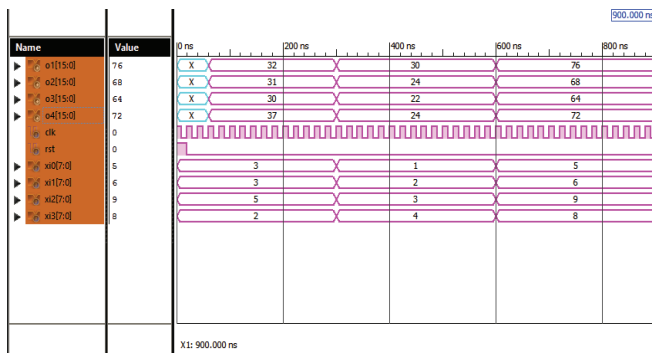 900.000 ns
Name Value 0 ns 200 ns 400 ns 600 ns 800 ns
o1[15:0] 76 X 32 30 76
o2[15:0] 68 X 31 24 68
o3[15:0] 64 X 30 22 64
o4[15:0] 72 X 37 24 72
clk 0
rst 0
xi0[7:0] 5 3 1 5
xi1[7:0] 6 3 2 6
xi2[7:0] 9 5 3 9
xi3[7:0] 8 2 4 8
X1: 900.000 ns